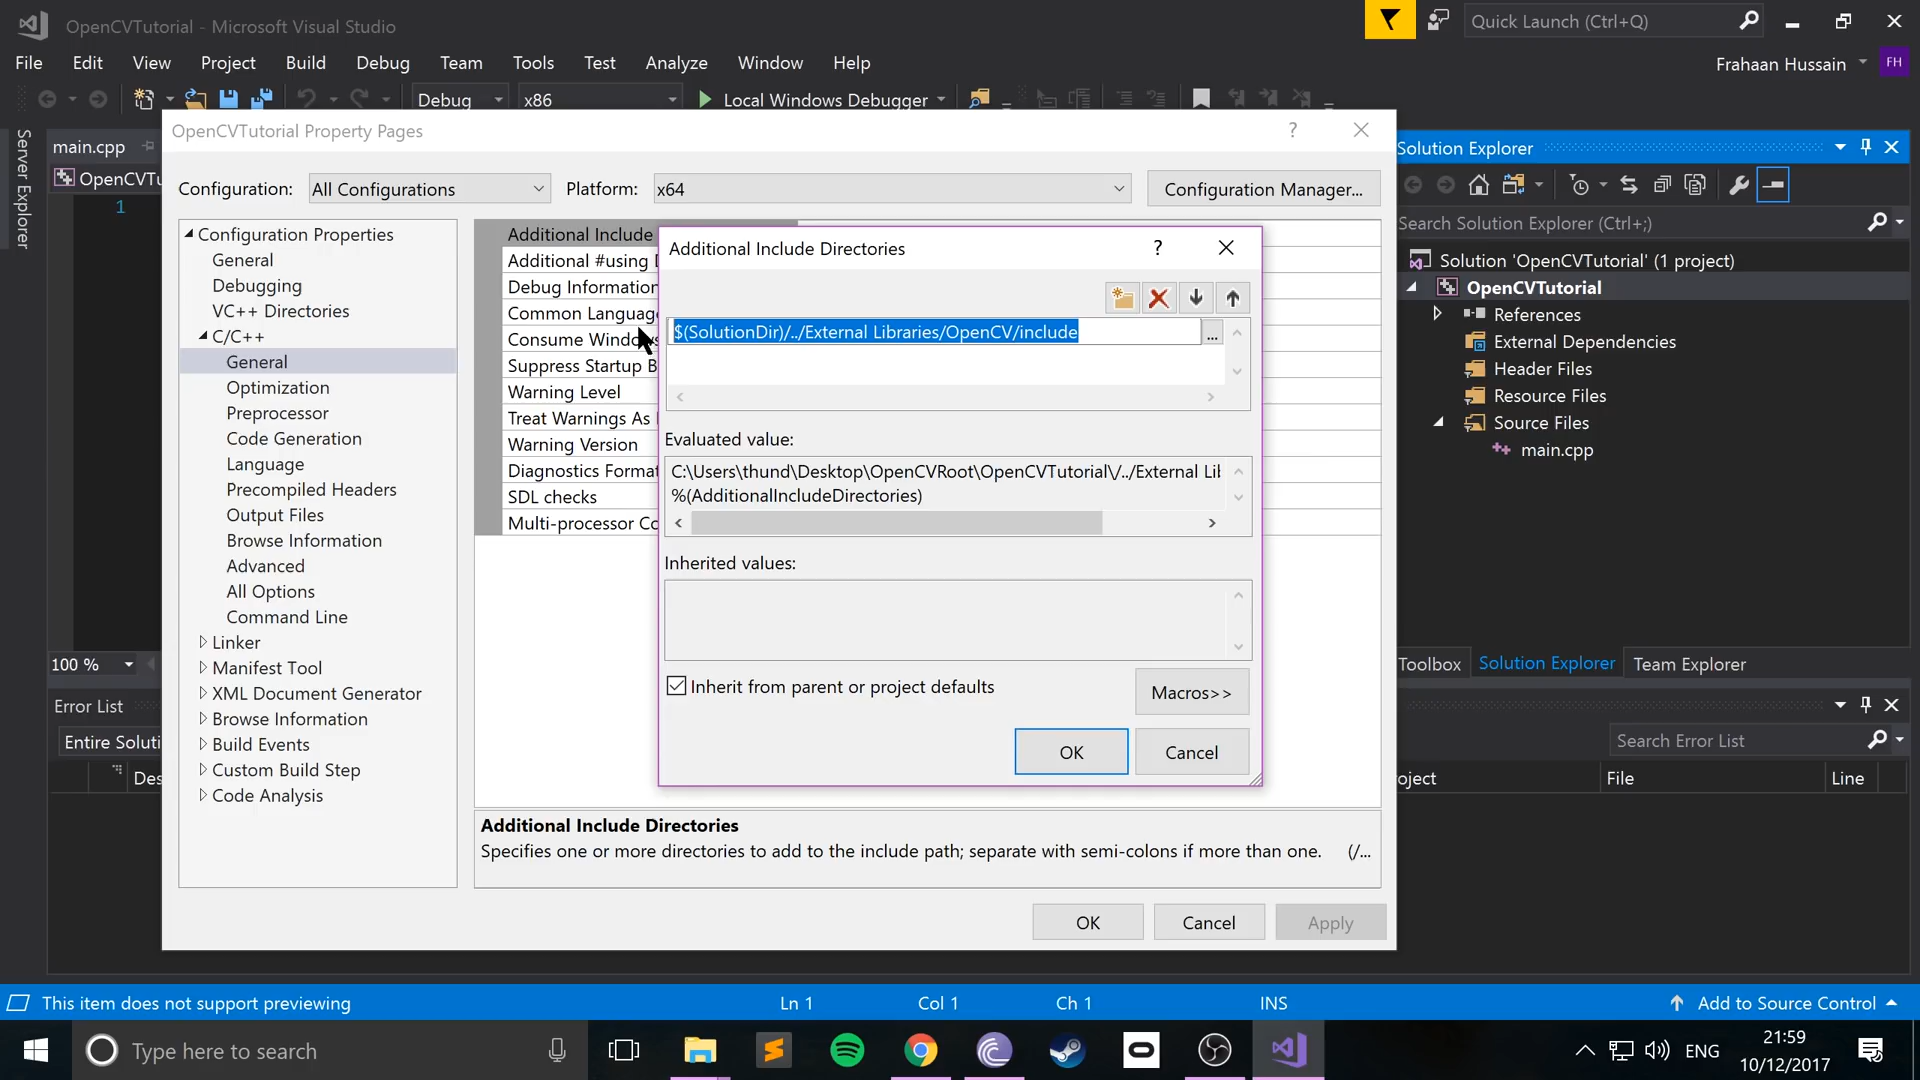 OpenCVTutorial - Microsoft Visual Studio
Quick Launch (Ctrl+Q)
File Edit View Project Build Debug Team Tools Test Analyze Window Help
Frahaan Hussain FH
Debug x86 Local Windows Debugger
Server Explorer
main.cpp
OpenCVTu
1
OpenCVTutorial Property Pages
?
Configuration: All Configurations Platform: x64 Configuration Manager...
Configuration Properties
General
Debugging
VC++ Directories
C/C++
General
Optimization
Preprocessor
Code Generation
Language
Precompiled Headers
Output Files
Browse Information
Advanced
All Options
Command Line
Linker
Manifest Tool
XML Document Generator
Browse Information
Build Events
Custom Build Step
Code Analysis
Additional Include
Additional #using D
Debug Information
Common Language
Consume Windows
Suppress Startup B
Warning Level
Treat Warnings As
Warning Version
Diagnostics Format
SDL checks
Multi-processor Co
Additional Include Directories
?
$(SolutionDir)/../External Libraries/OpenCV/include
...
Evaluated value:
C:\Users\thund\Desktop\OpenCVRoot\OpenCVTutorial\/../External Lib
%(AdditionalIncludeDirectories)
Inherited values:
Inherit from parent or project defaults
Macros>>
OK Cancel
Additional Include Directories
Specifies one or more directories to add to the include path; separate with semi-colons if more than one. (/...
OK Cancel Apply
Solution Explorer
Search Solution Explorer (Ctrl+;)
Solution 'OpenCVTutorial' (1 project)
OpenCVTutorial
References
External Dependencies
Header Files
Resource Files
Source Files
main.cpp
Toolbox Solution Explorer Team Explorer
100 %
Error List
Entire Soluti
Search Error List
Des
oject File Line
This item does not support previewing Ln 1 Col 1 Ch 1 INS Add to Source Control
Type here to search
ENG
21:59
10/12/2017